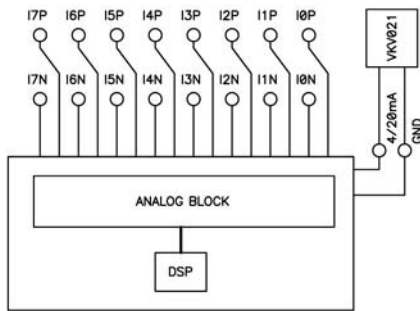 I7P I6P I5P I4P I3P I2P I1P I0P
VKV021
I7N I6N I5N I4N I3N I2N I1N I0N
4/20mA
GND
ANALOG BLOCK
DSP